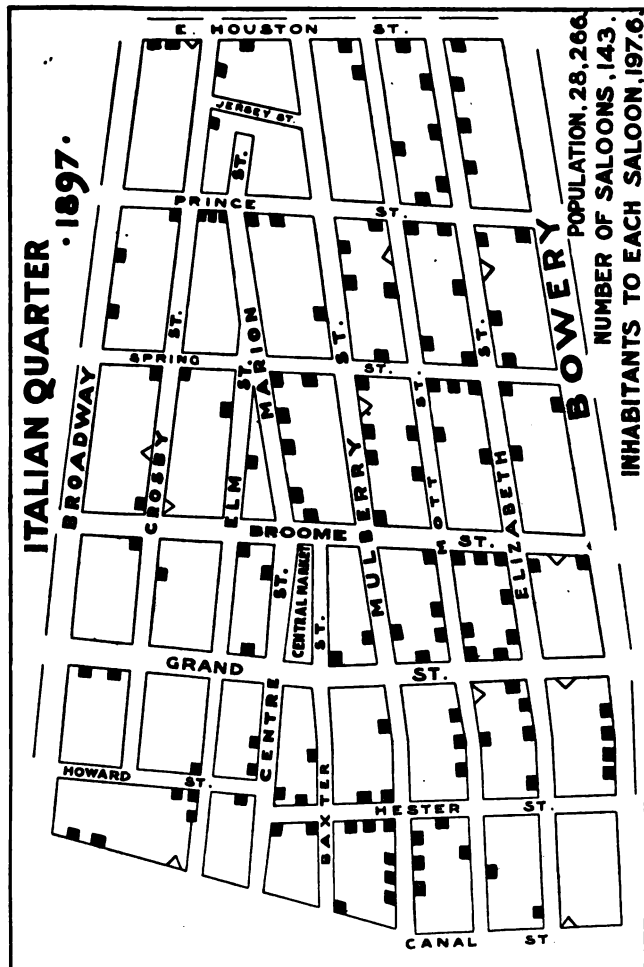 ITALIAN QUARTER
·1897·
POPULATION, 28,266.
NUMBER OF SALOONS, 143.
INHABITANTS TO EACH SALOON, 197.6.
E. HOUSTON ST.
JERSEY ST.
PRINCE ST.
SPRING ST.
BROOME ST.
GRAND ST.
HOWARD ST.
HESTER ST.
CANAL ST
BROADWAY
CROSBY ST.
ELM ST.
ST.
MARION
CENTRE ST.
CENTRAL MARKET
BAXTER ST.
MULBERRY ST.
MOTT ST.
ELIZABETH ST.
BOWERY